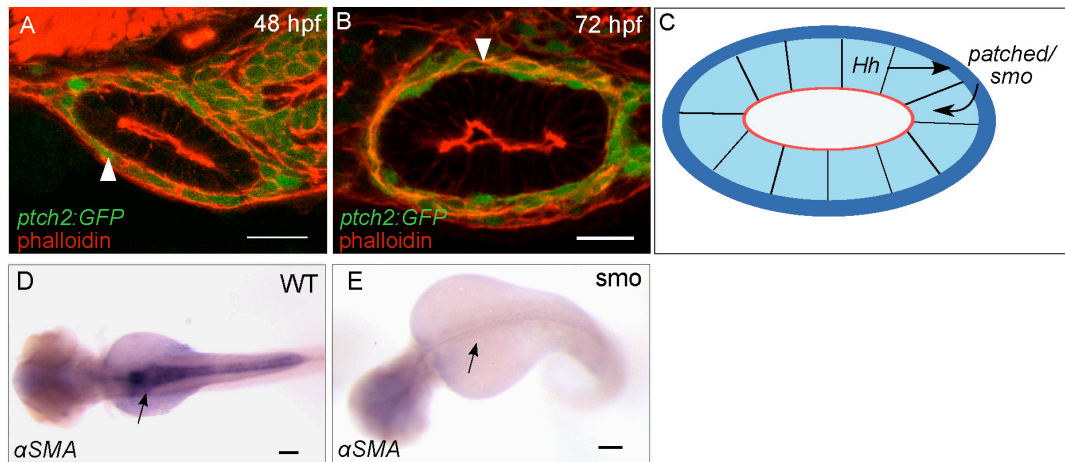 A
48 hpf
ptch2:GFP
phalloidin
B
72 hpf
ptch2:GFP
phalloidin
C
Hh
patched/
smo
D
WT
αSMA
E
smo
αSMA